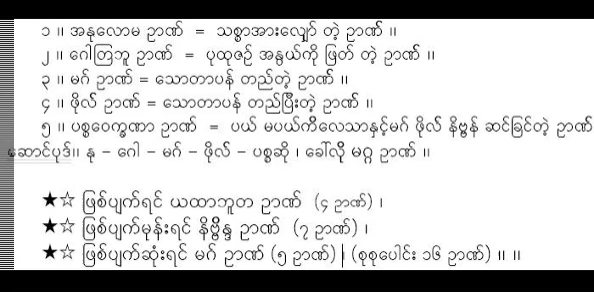 ၁ ။ အနုလောမ ဉာဏ် = သစ္စာအားလျော် တဲ့ ဉာဏ် ။
၂ ။ ဂေါတြဘူ ဉာဏ် = ပုထုဇဉ် အနွယ်ကို ဖြတ် တဲ့ ဉာဏ် ။
၃ ။ မဂ် ဉာဏ် = သောတာပန် တည်တဲ့ ဉာဏ် ။
၄ ။ ဖိုလ် ဉာဏ် = သောတာပန် တည်ပြီးတဲ့ ဉာဏ် ။
၅ ။ ပစ္စဝေက္ခဏာ ဉာဏ် = ပယ် မပယ်ကိလေသာနှင့်မဂ် ဖိုလ် နိဗ္ဗန် ဆင်ခြင်တဲ့ ဉာဏ်
ဆောင်ပုဒ်။ နု – ဂေါ – မဂ် – ဖိုလ် – ပစ္စဆို ၊ ခေါ်လို့ မဂ္ဂ ဉာဏ် ။
★☆ ဖြစ်ပျက်ရင် ယထာဘူတ ဉာဏ် (၄ ဉာဏ်) ၊
★☆ ဖြစ်ပျက်မုန်းရင် နိဗ္ဗိန္ဒ ဉာဏ် (၇ ဉာဏ်) ၊
★☆ ဖြစ်ပျက်ဆုံးရင် မဂ် ဉာဏ် (၅ ဉာဏ်) | (စုစုပေါင်း ၁၆ ဉာဏ်) ။ ။